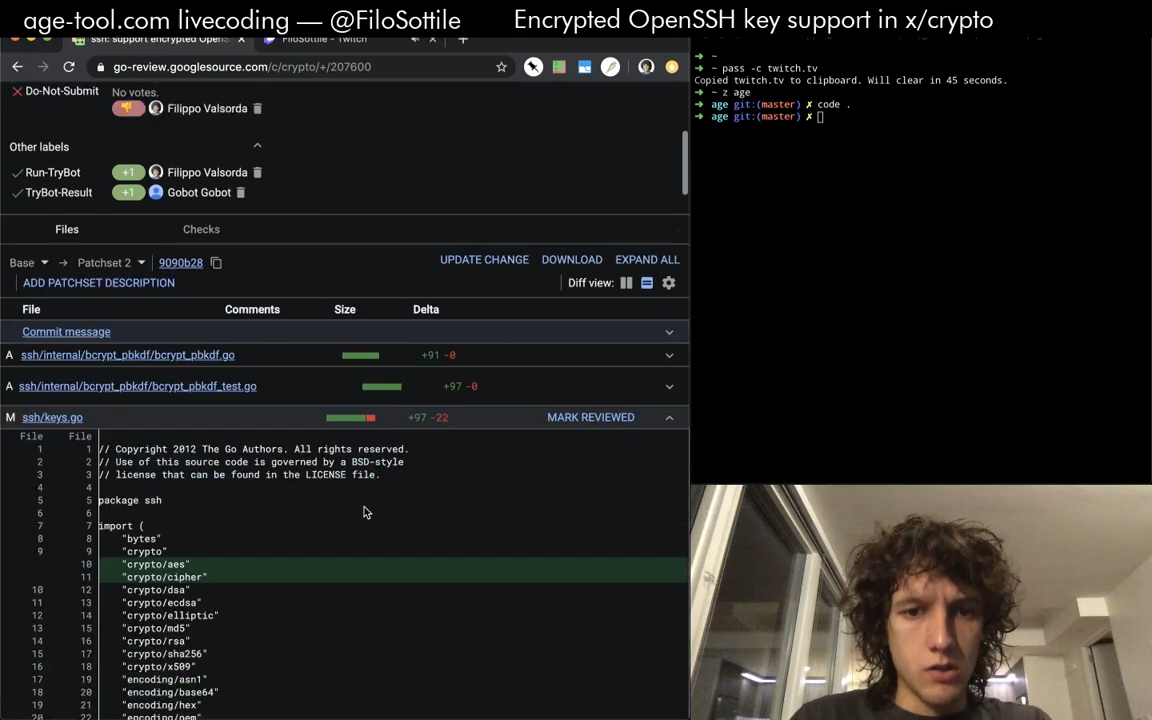 age-tool.com livecoding — @FiloSottile
Encrypted OpenSSH key support in x/crypto
ssh: support encrypted OpenS
FiloSottile - Twitch
go-review.googlesource.com/c/crypto/+/207600
Do-Not-Submit
No votes.
Filippo Valsorda
Other labels
Run-TryBot +1 Filippo Valsorda
TryBot-Result +1 Gobot Gobot
Files Checks
Base → Patchset 2 9090b28 UPDATE CHANGE DOWNLOAD EXPAND ALL
ADD PATCHSET DESCRIPTION Diff view:
File Comments Size Delta
Commit message
A ssh/internal/bcrypt_pbkdf/bcrypt_pbkdf.go +91 -0
A ssh/internal/bcrypt_pbkdf/bcrypt_pbkdf_test.go +97 -0
M ssh/keys.go +97 -22 MARK REVIEWED
File File
1 1 // Copyright 2012 The Go Authors. All rights reserved.
2 2 // Use of this source code is governed by a BSD-style
3 3 // license that can be found in the LICENSE file.
4 4
5 5 package ssh
6 6
7 7 import (
8 8 "bytes"
9 9 "crypto"
10 "crypto/aes"
11 "crypto/cipher"
10 12 "crypto/dsa"
11 13 "crypto/ecdsa"
12 14 "crypto/elliptic"
13 15 "crypto/md5"
14 16 "crypto/rsa"
15 17 "crypto/sha256"
16 18 "crypto/x509"
17 19 "encoding/asn1"
18 20 "encoding/base64"
19 21 "encoding/hex"
20 22 "encoding/pem"
➜ ~
➜ ~ pass -c twitch.tv
Copied twitch.tv to clipboard. Will clear in 45 seconds.
➜ ~ z age
➜ age git:(master) ✗ code .
➜ age git:(master) ✗